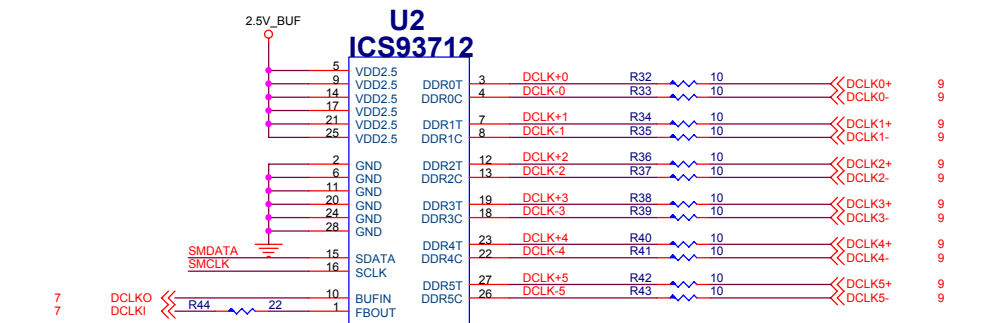 2.5V_BUF
U2
ICS93712
5 VDD2.5
9 VDD2.5 DDR0T 3 DCLK+0 R32 10 DCLK0+ 9
14 VDD2.5 DDR0C 4 DCLK-0 R33 10 DCLK0- 9
17 VDD2.5
21 VDD2.5 DDR1T 7 DCLK+1 R34 10 DCLK1+ 9
25 VDD2.5 DDR1C 8 DCLK-1 R35 10 DCLK1- 9
2 GND DDR2T 12 DCLK+2 R36 10 DCLK2+ 9
6 GND DDR2C 13 DCLK-2 R37 10 DCLK2- 9
11 GND
20 GND DDR3T 19 DCLK+3 R38 10 DCLK3+ 9
24 GND DDR3C 18 DCLK-3 R39 10 DCLK3- 9
28 GND
DDR4T 23 DCLK+4 R40 10 DCLK4+ 9
SMDATA 15 SDATA DDR4C 22 DCLK-4 R41 10 DCLK4- 9
SMCLK 16 SCLK
DDR5T 27 DCLK+5 R42 10 DCLK5+ 9
7 DCLKO 10 BUFIN DDR5C 26 DCLK-5 R43 10 DCLK5- 9
7 DCLKI R44 22 1 FBOUT